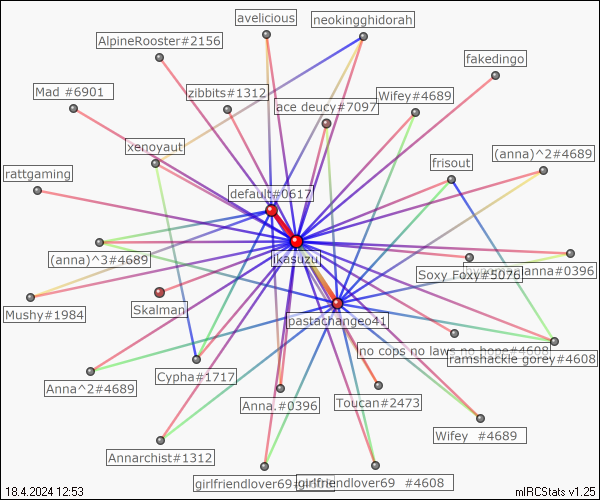 avelicious
neokingghidorah
AlpineRooster#2156
fakedingo
Mad #6901
zibbits#1312
ace deucy#7097
Wifey#4689
xenoyaut
frisout
(anna)^2#4689
rattgaming
default#0617
(anna)^3#4689
ikasuzu
Soxy Foxy#5076
anna#0396
Mushy#1984
Skalman
pastachangeo41
no cops no laws no hope#4608
ramshackle gorey#4608
Anna^2#4689
Cypha#1717
Anna.#0396
Toucan#2473
Annarchist#1312
Wifey #4689
girlfriendlover69
girlfriendlover69 #4608
18.4.2024 12:53
mIRCStats v1.25